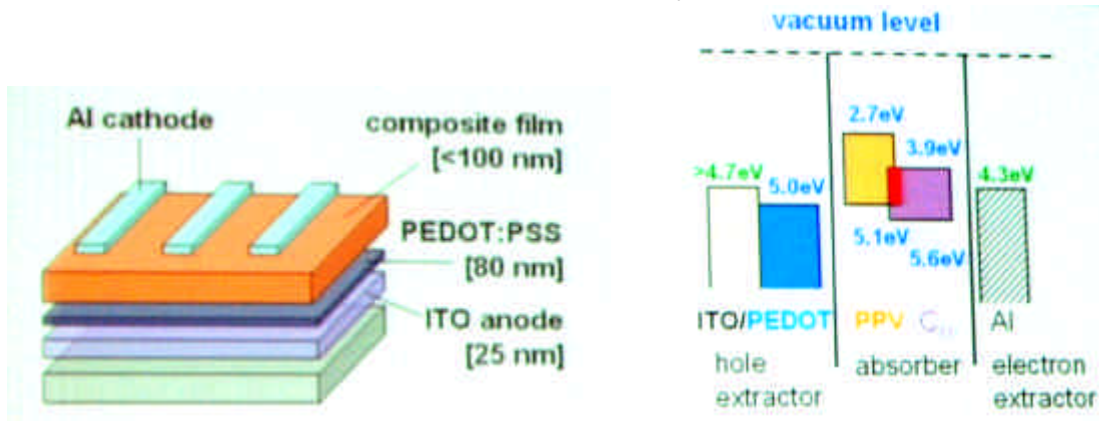 Al cathode
composite film
[<100 nm]
PEDOT:PSS
[80 nm]
ITO anode
[25 nm]
vacuum level
2.7eV
3.9eV
>4.7eV
5.0eV
4.3eV
5.1eV
5.6eV
ITO/PEDOT
PPV
Al
hole
extractor
absorber
electron
extractor